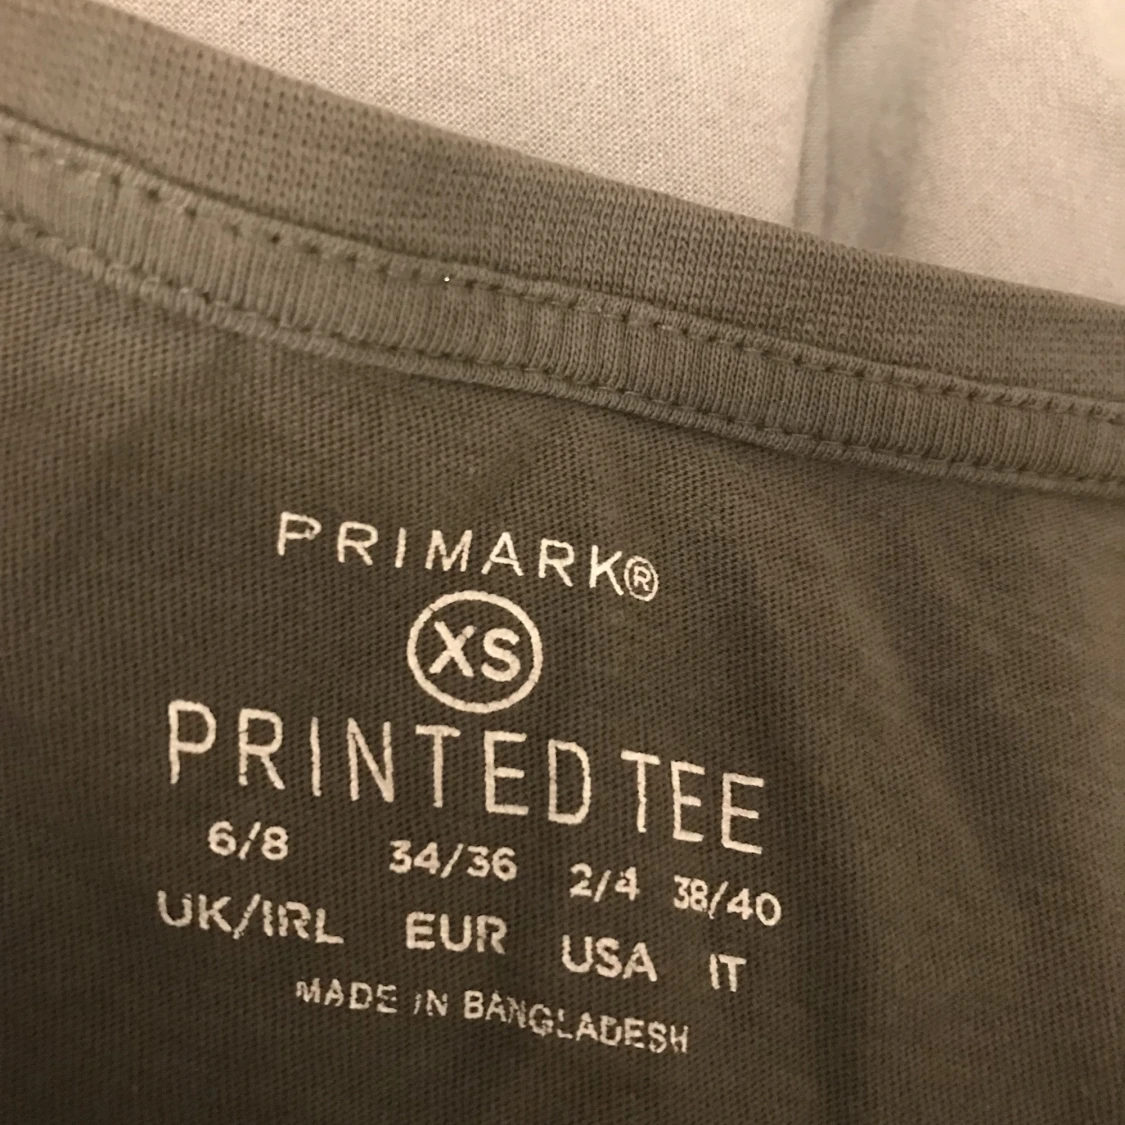 PRIMARK®
XS
PRINTED TEE
6/8 34/36 2/4 38/40
UK/IRL EUR USA IT
MADE IN BANGLADESH